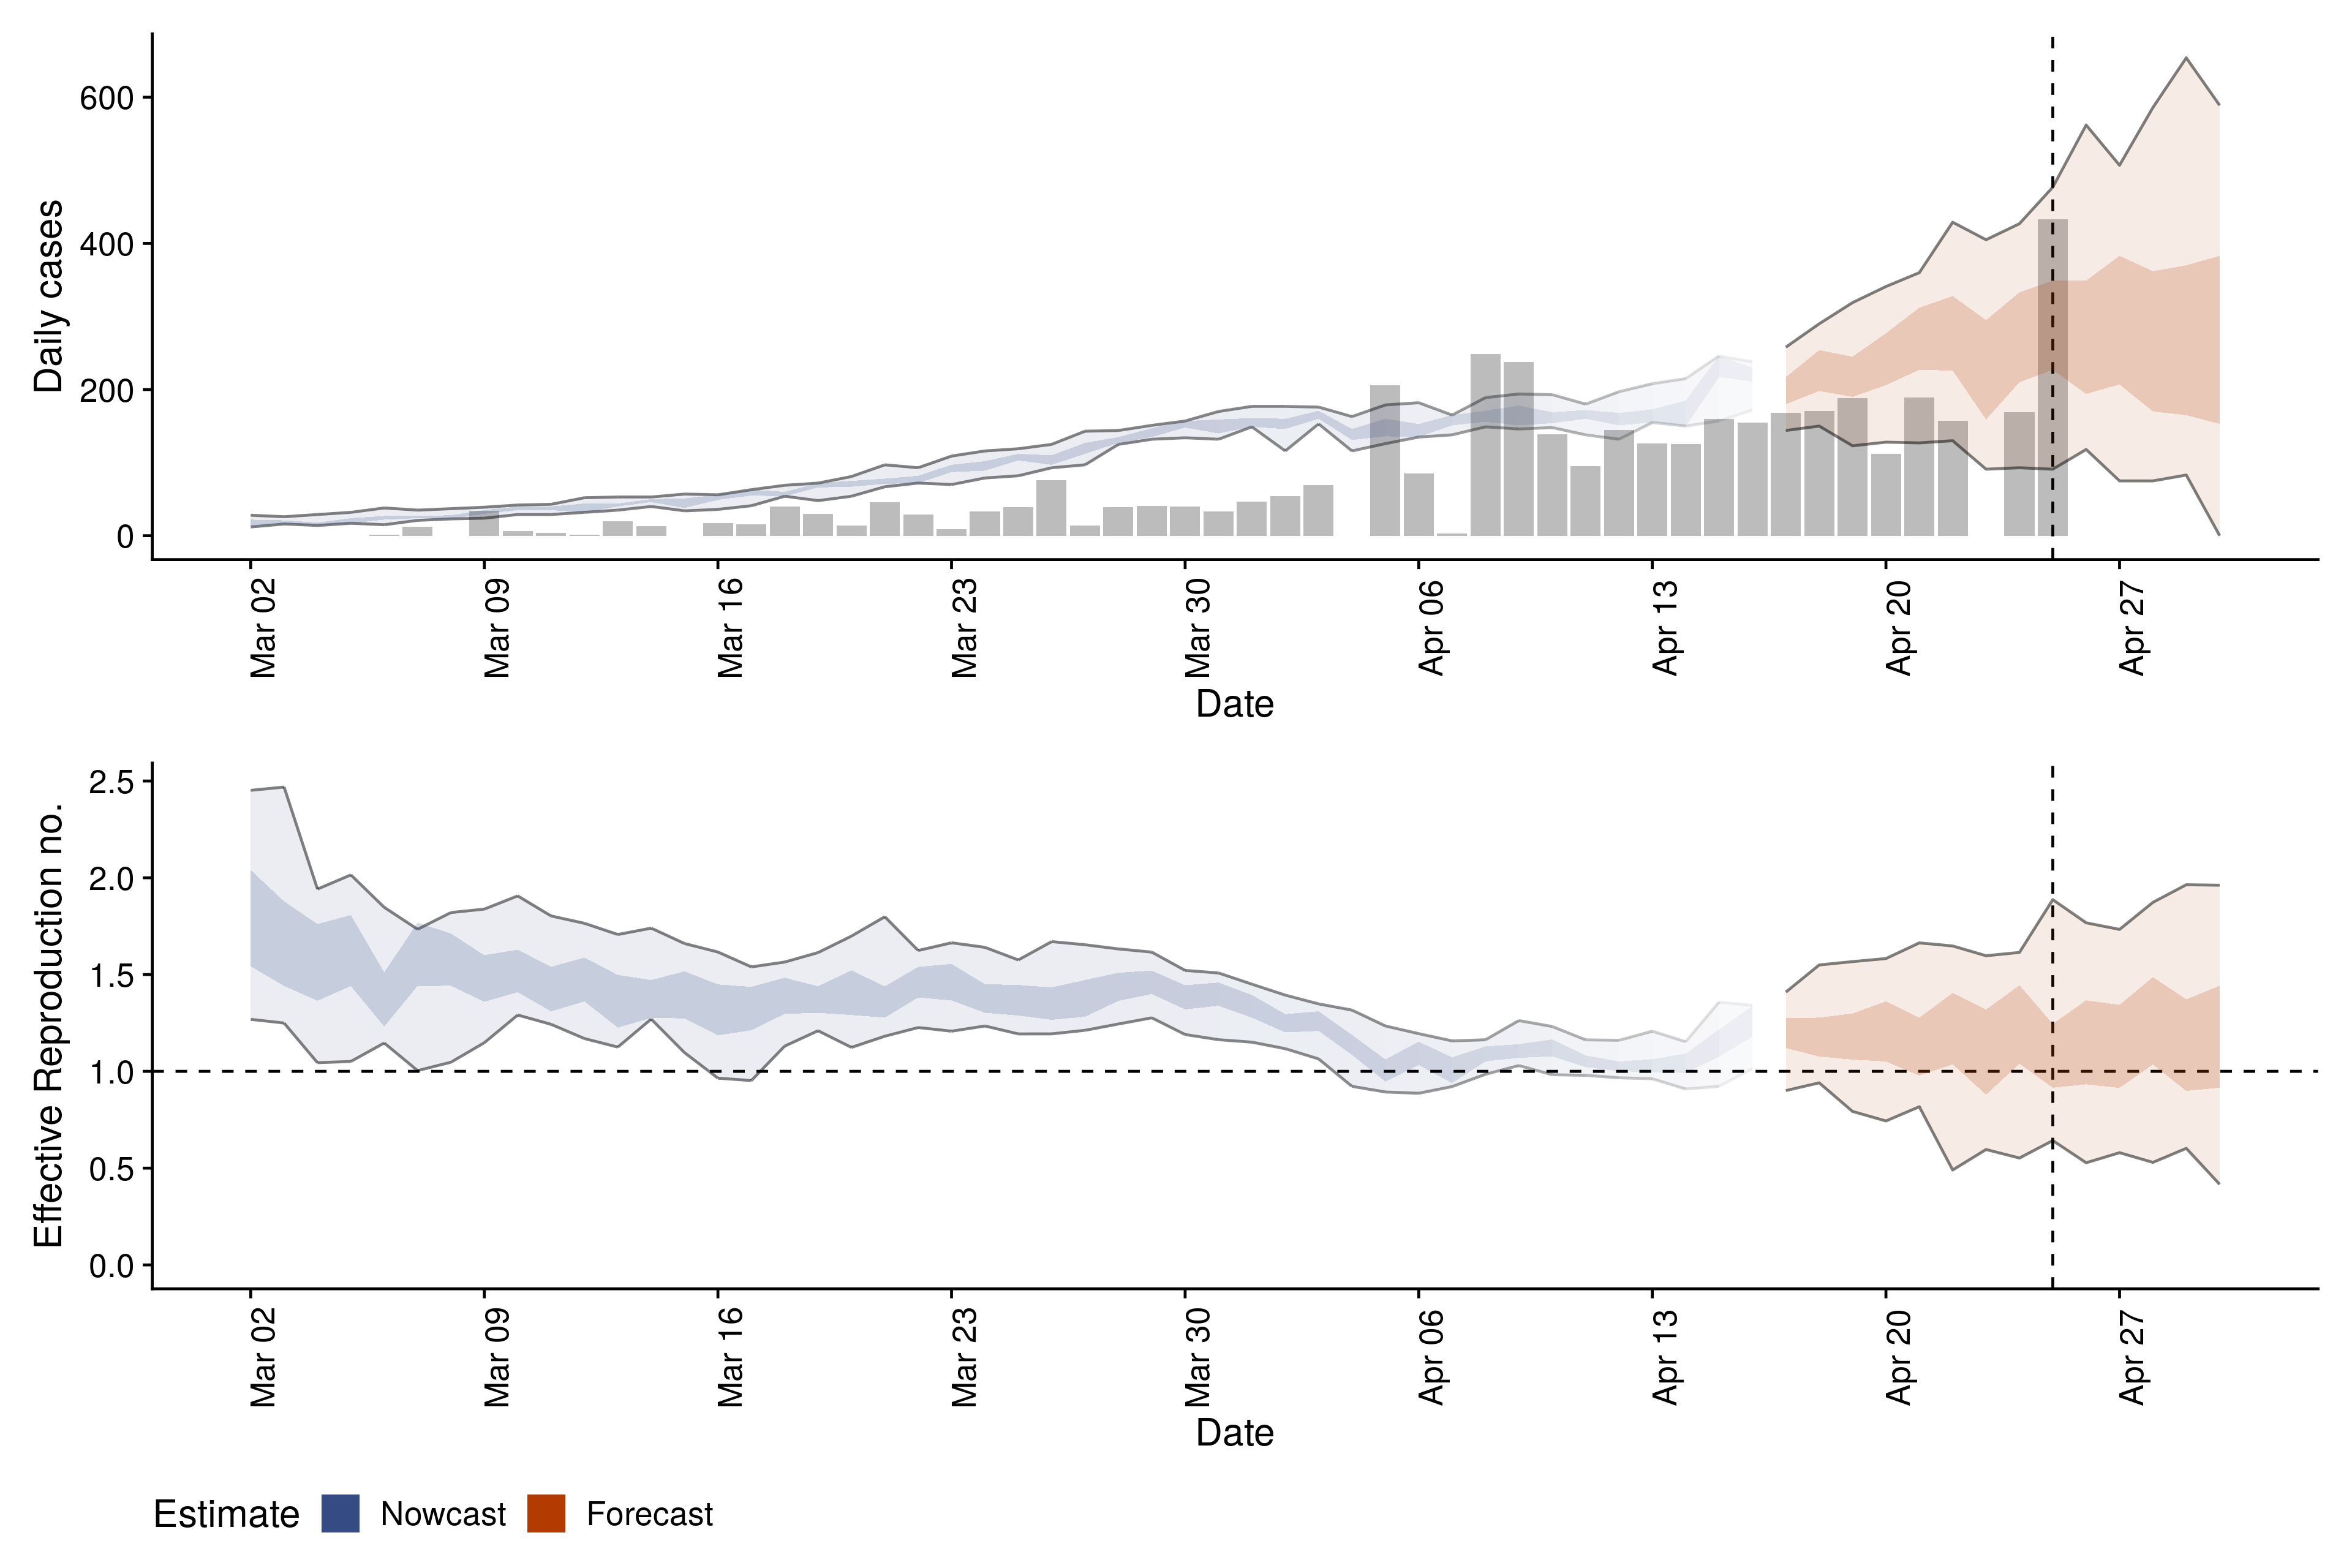 Daily cases
600
400
200
0
Mar 02
Mar 09
Mar 16
Mar 23
Mar 30
Apr 06
Apr 13
Apr 20
Apr 27
Date
Effective Reproduction no.
2.5
2.0
1.5
1.0
0.5
0.0
Mar 02
Mar 09
Mar 16
Mar 23
Mar 30
Apr 06
Apr 13
Apr 20
Apr 27
Date
Estimate Nowcast Forecast